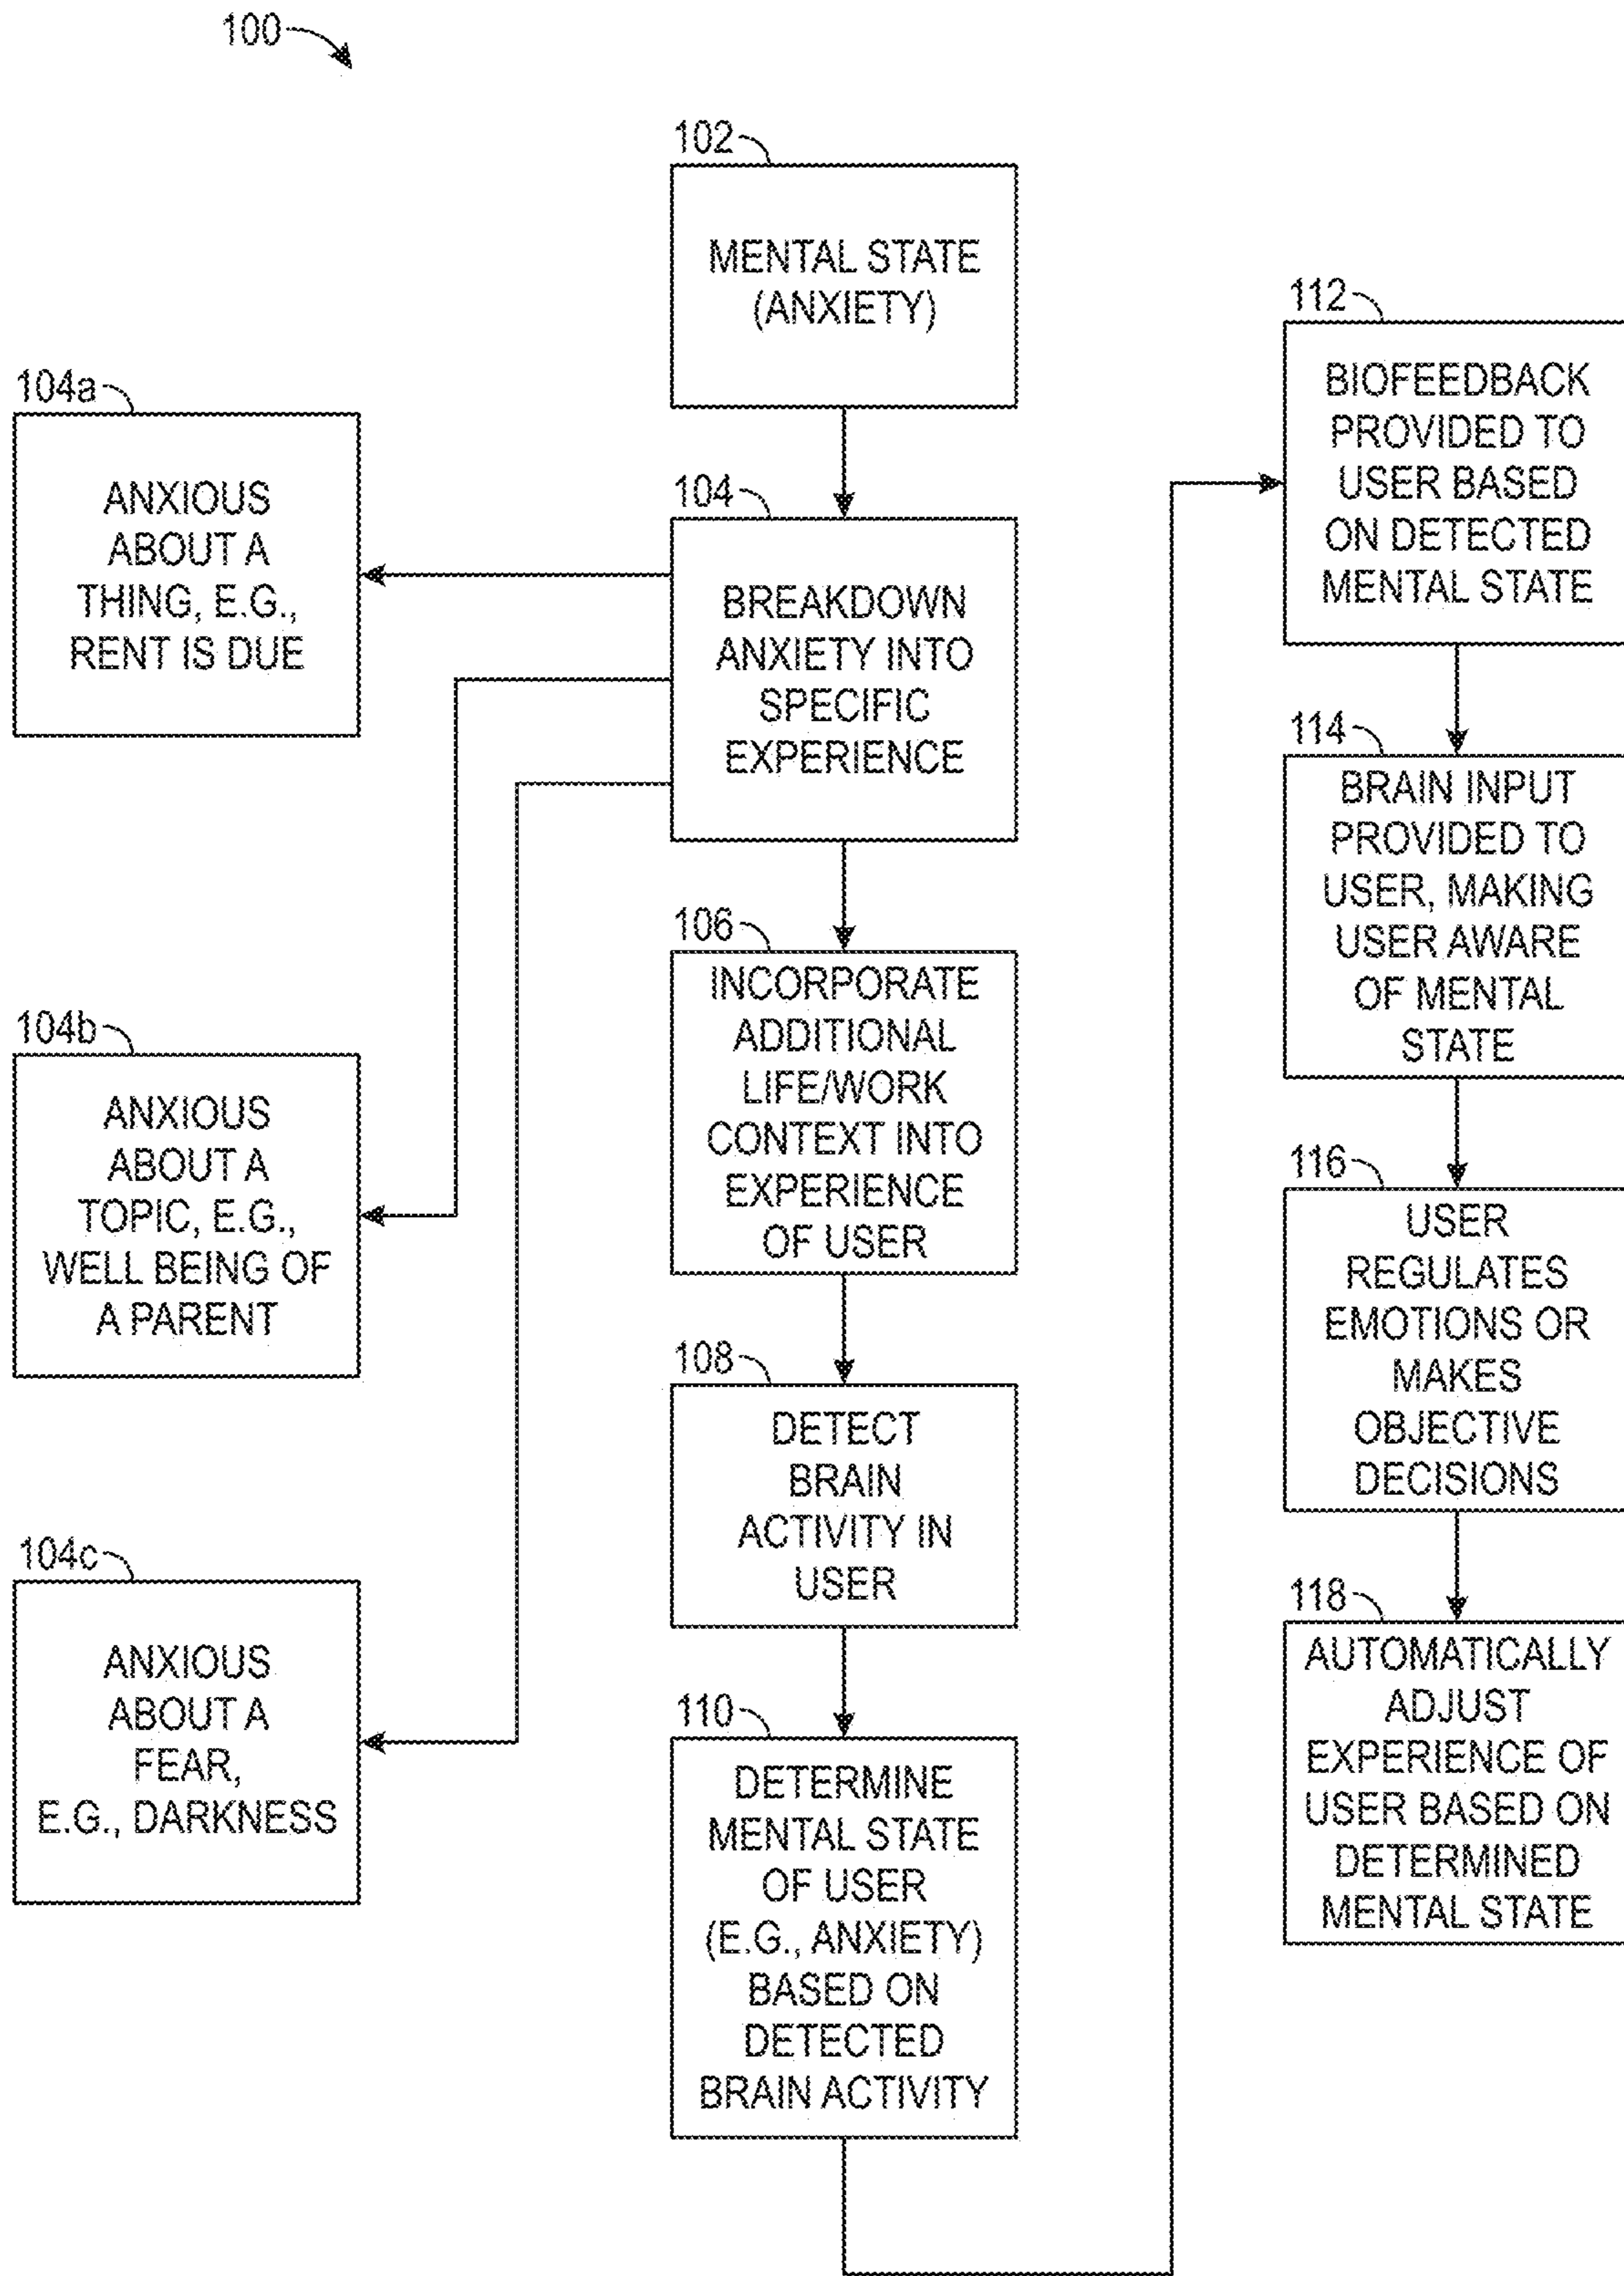 100
102
MENTAL STATE
(ANXIETY)
104a
ANXIOUS
ABOUT A
THING, E.G.,
RENT IS DUE
104
BREAKDOWN
ANXIETY INTO
SPECIFIC
EXPERIENCE
104b
ANXIOUS
ABOUT A
TOPIC, E.G.,
WELL BEING OF
A PARENT
104c
ANXIOUS
ABOUT A
FEAR,
E.G., DARKNESS
106
INCORPORATE
ADDITIONAL
LIFE/WORK
CONTEXT INTO
EXPERIENCE
OF USER
108
DETECT
BRAIN
ACTIVITY IN
USER
110
DETERMINE
MENTAL STATE
OF USER
(E.G., ANXIETY)
BASED ON
DETECTED
BRAIN ACTIVITY
112
BIOFEEDBACK
PROVIDED TO
USER BASED
ON DETECTED
MENTAL STATE
114
BRAIN INPUT
PROVIDED TO
USER, MAKING
USER AWARE
OF MENTAL
STATE
116
USER
REGULATES
EMOTIONS OR
MAKES
OBJECTIVE
DECISIONS
118
AUTOMATICALLY
ADJUST
EXPERIENCE OF
USER BASED ON
DETERMINED
MENTAL STATE